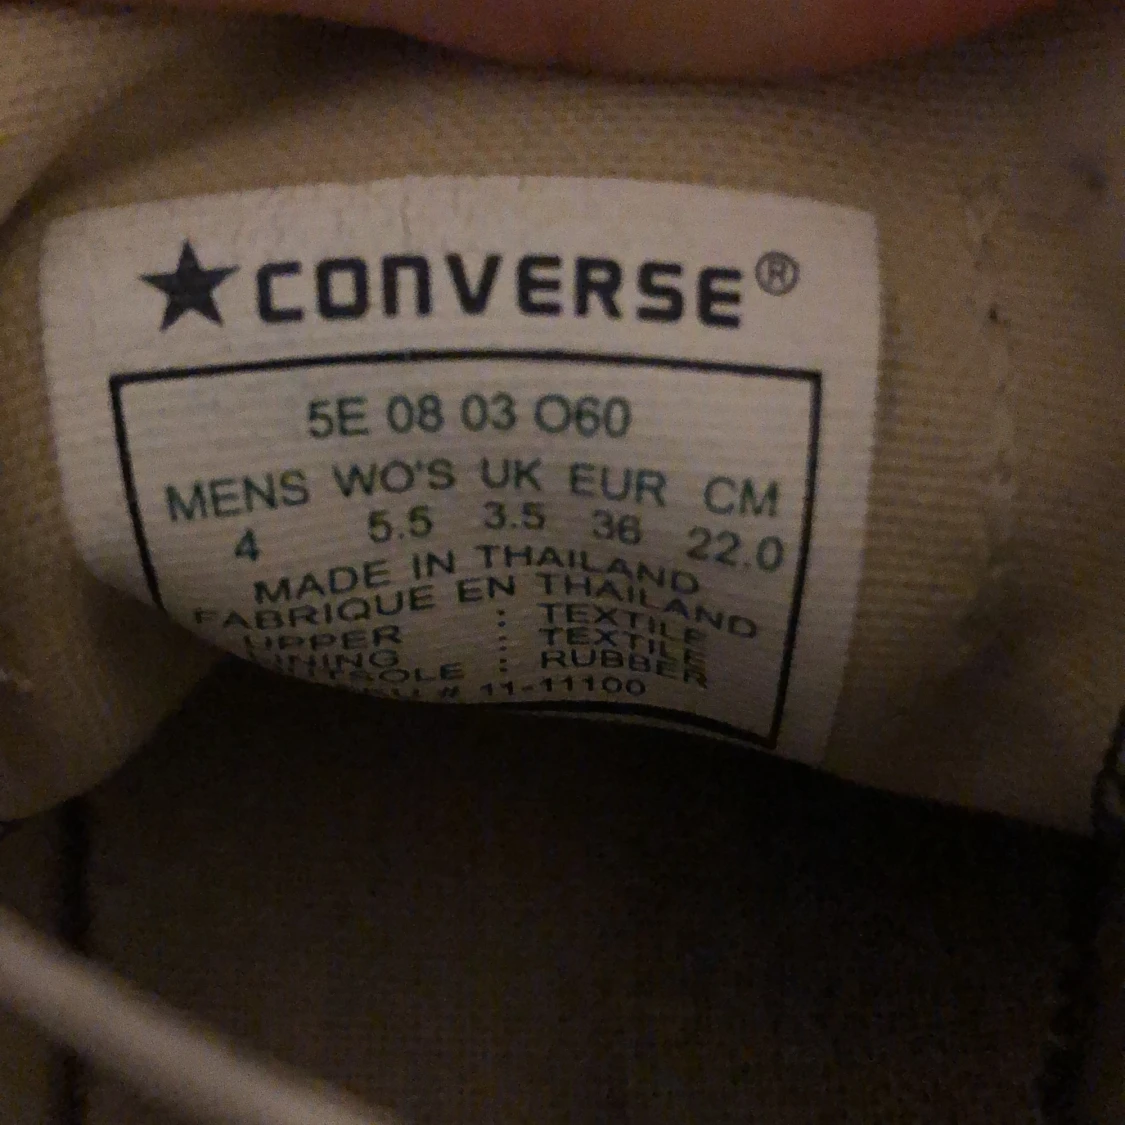 ★CONVERSE®
5E 08 03 O60
MENS WO'S UK EUR CM
4 5.5 3.5 36 22.0
MADE IN THAILAND
FABRIQUE EN THAILAND
UPPER : TEXTILE
LINING : TEXTILE
: RUBBER
# 11-11100